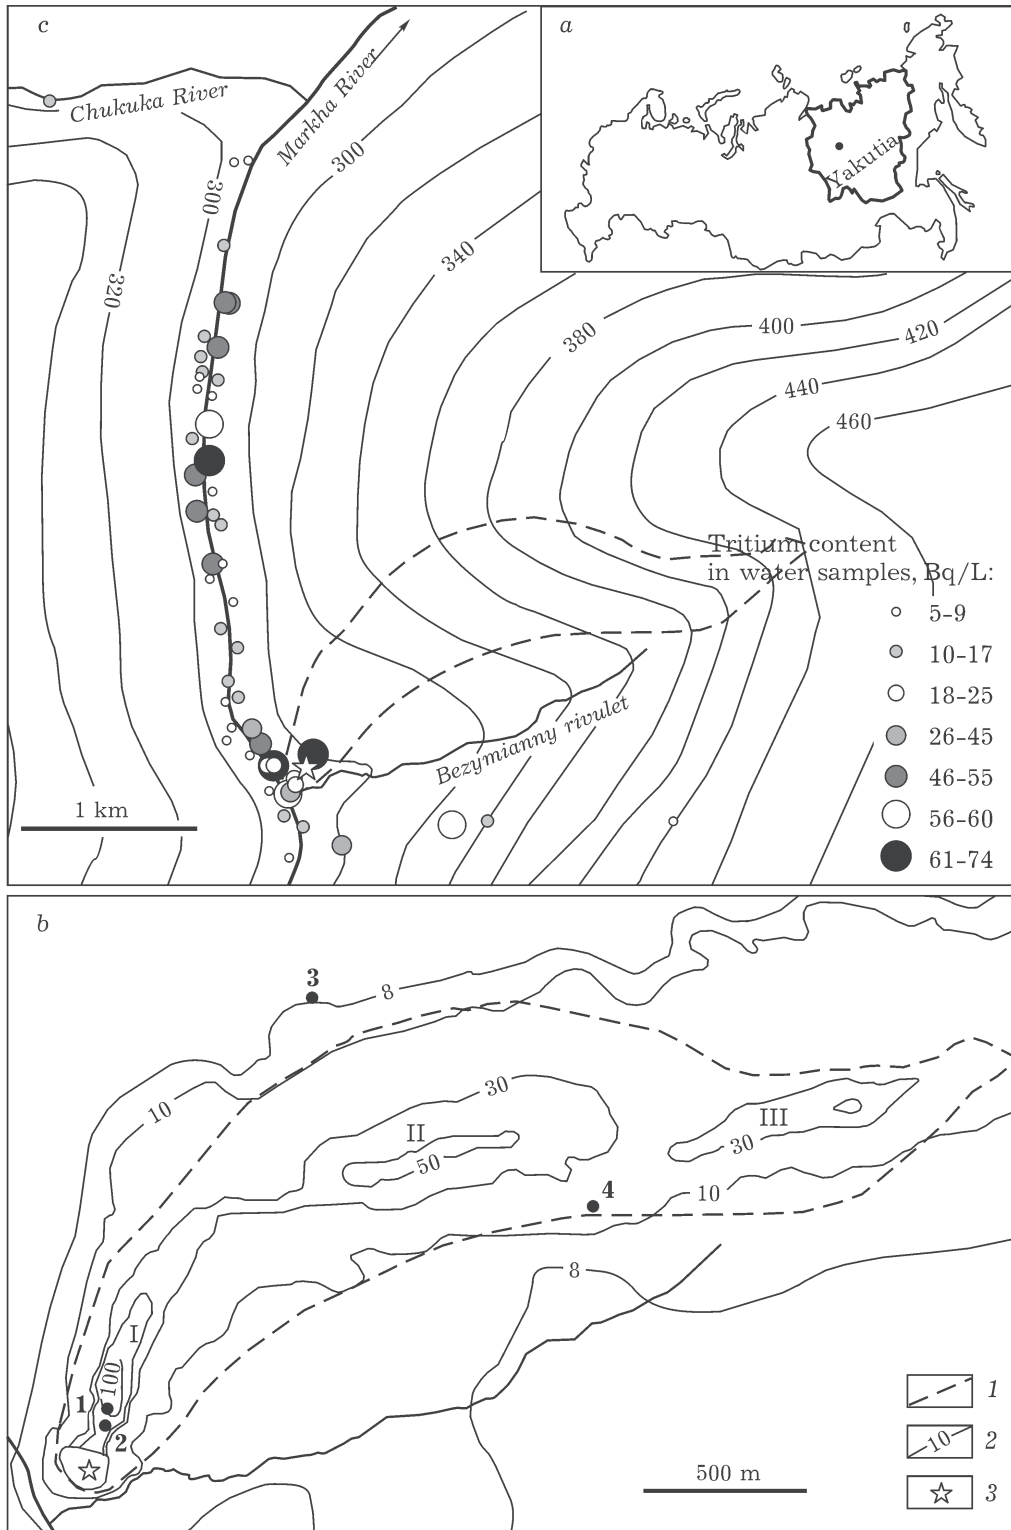 c
Chukuka River
Markha River
300
300
320
340
380
400
420
440
460
a
Yakutia
Tritium content
in water samples, Bq/L:
5–9
10–17
18–25
26–45
46–55
56–60
61–74
Bezymianny rivulet
1 km
b
3
8
10
30
II
50
III
30
4
10
8
I
100
1
2
500 m
1
10
2
3